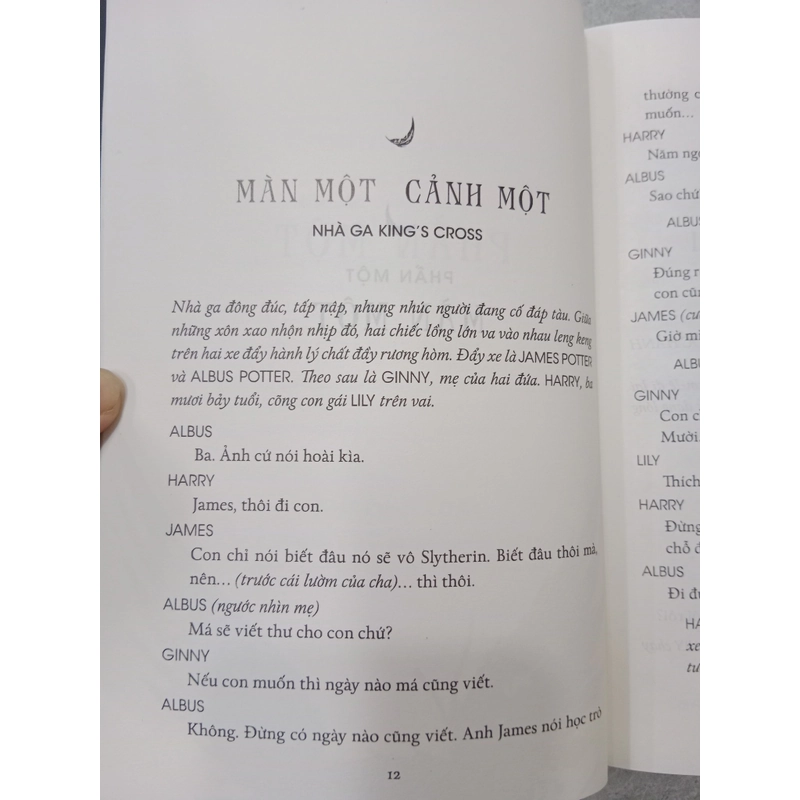 MÀN MỘT CẢNH MỘT
NHÀ GA KING'S CROSS
Nhà ga đông đúc, tấp nập, nhưng nhúc người đang cố đáp tàu. Giữa
những xôn xao nhộn nhịp đó, hai chiếc lồng lớn va vào nhau leng keng
trên hai xe đẩy hành lý chất đầy rương hòm. Đẩy xe là JAMES POTTER
và ALBUS POTTER. Theo sau là GINNY, mẹ của hai đứa. HARRY, ba
mươi bảy tuổi, cõng con gái LILY trên vai.
ALBUS
Ba. Ảnh cứ nói hoài kìa.
HARRY
James, thôi đi con.
JAMES
Con chỉ nói biết đâu nó sẽ vô Slytherin. Biết đâu thôi mà,
nên... (trước cái lườm của cha)... thì thôi.
ALBUS (ngước nhìn mẹ)
Má sẽ viết thư cho con chứ?
GINNY
Nếu con muốn thì ngày nào má cũng viết.
ALBUS
Không. Đừng có ngày nào cũng viết. Anh James nói học trò
12
thường
muốn...
HARRY
Năm
ALBUS
Sao chứ
ALBUS
GINNY
Đúng
con
JAMES
Giờ
GINNY
Con
Mười
LILY
Thích
HARRY
Đừng
chỗ
ALBUS
Đi
xe